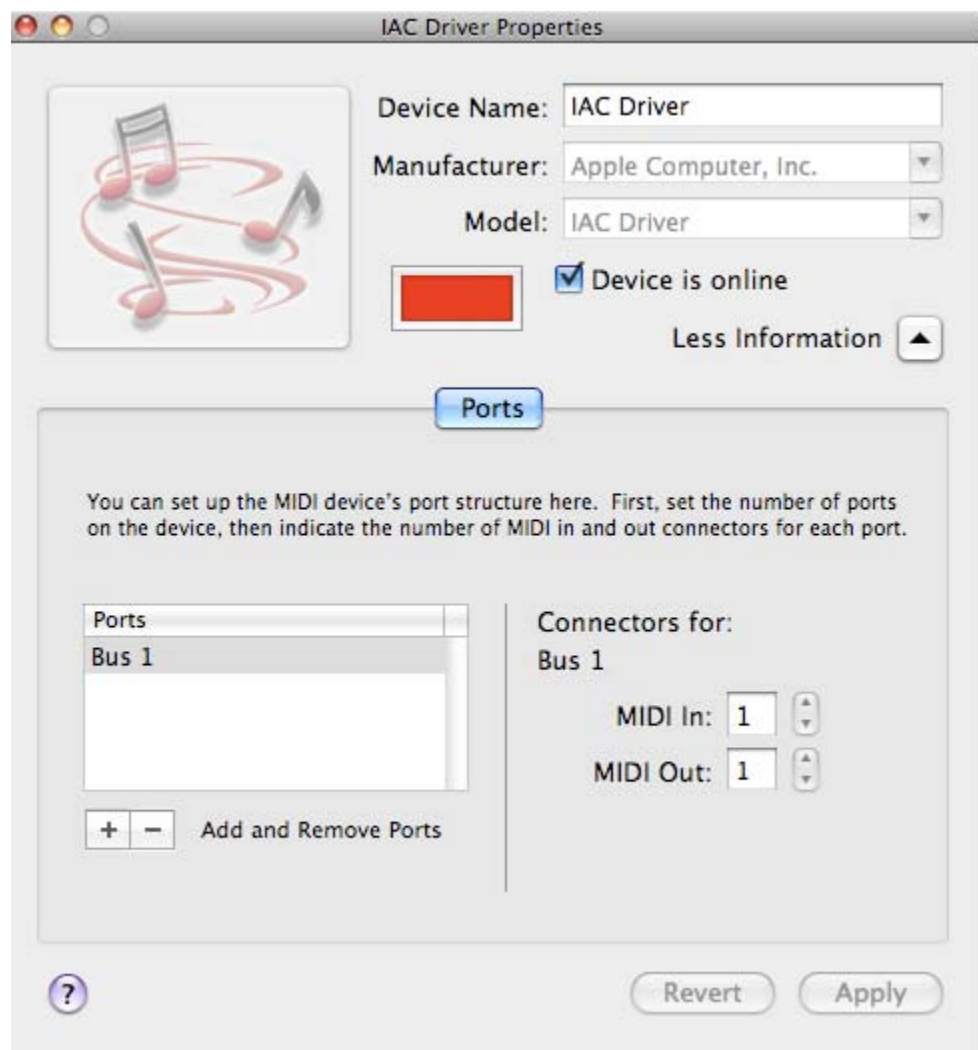 IAC Driver Properties
Device Name: IAC Driver
Manufacturer: Apple Computer, Inc.
Model: IAC Driver
Device is online
Less Information
Ports
You can set up the MIDI device's port structure here. First, set the number of ports
on the device, then indicate the number of MIDI in and out connectors for each port.
Ports
Bus 1
Add and Remove Ports
Connectors for:
Bus 1
MIDI In: 1
MIDI Out: 1
?
Revert
Apply